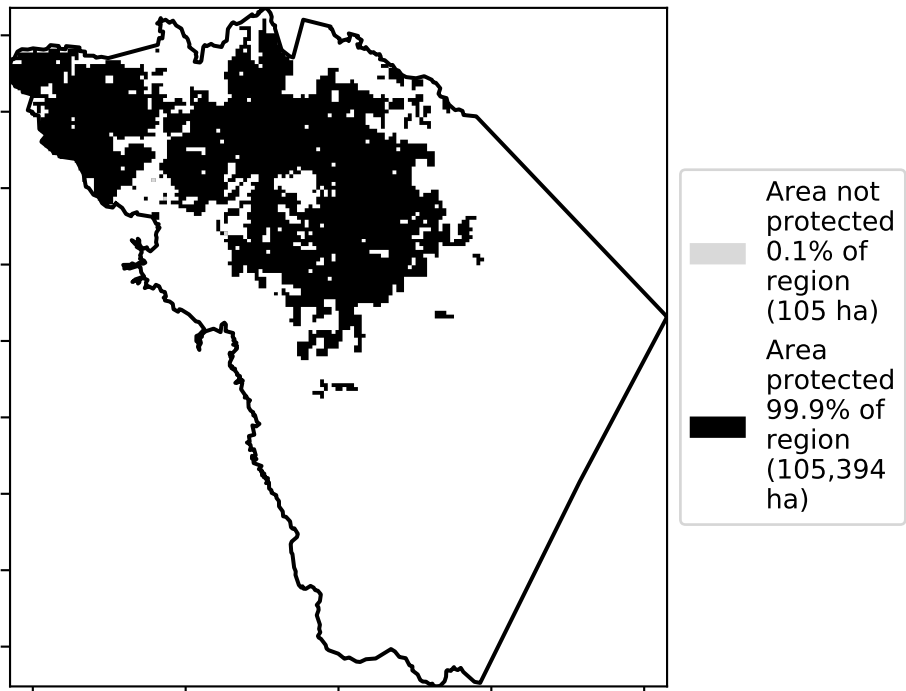 Area not
protected
0.1% of
region
(105 ha)
Area
protected
99.9% of
region
(105,394
ha)